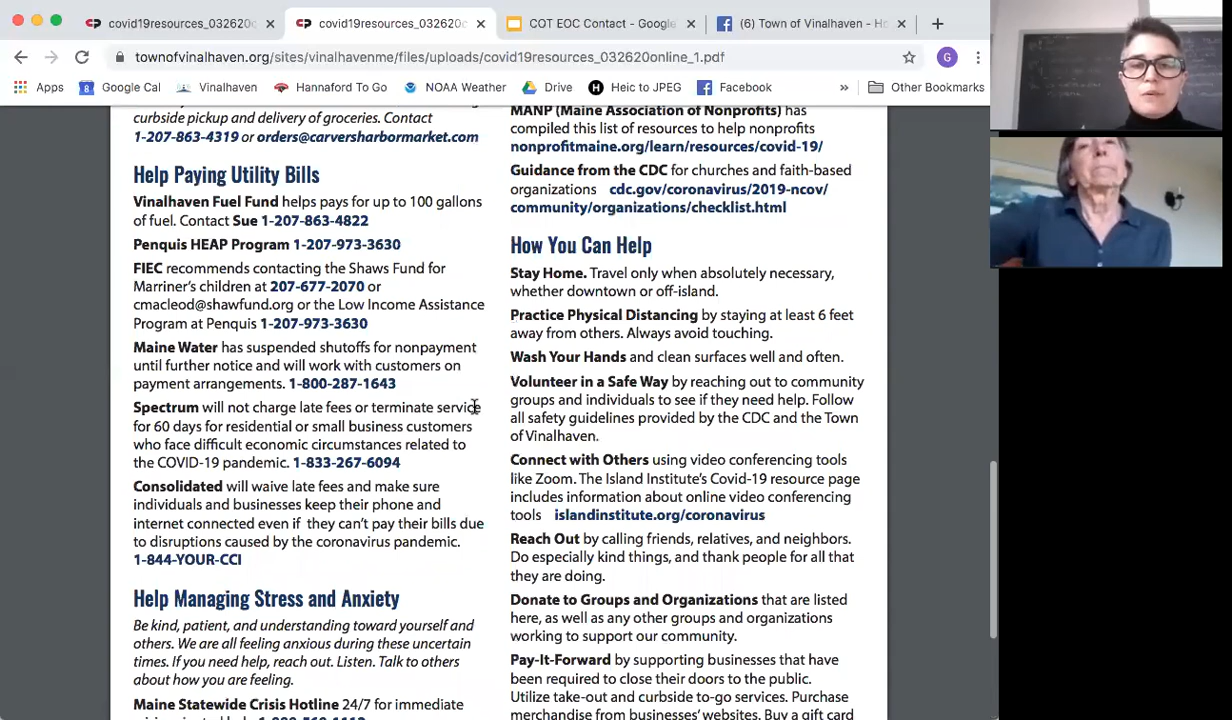 covid19resources_032620
covid19resources_032620
COT EOC Contact - Google
(6) Town of Vinalhaven - Ho
townofvinalhaven.org/sites/vinalhavenme/files/uploads/covid19resources_032620online_1.pdf
G
Apps
Google Cal
Vinalhaven
Hannaford To Go
NOAA Weather
Drive
Heic to JPEG
Facebook
»
Other Bookmarks
curbside pickup and delivery of groceries. Contact
1-207-863-4319 or orders@carversharbormarket.com
Help Paying Utility Bills
Vinalhaven Fuel Fund helps pays for up to 100 gallons
of fuel. Contact Sue 1-207-863-4822
Penquis HEAP Program 1-207-973-3630
FIEC recommends contacting the Shaws Fund for
Marriner's children at 207-677-2070 or
cmacleod@shawfund.org or the Low Income Assistance
Program at Penquis 1-207-973-3630
Maine Water has suspended shutoffs for nonpayment
until further notice and will work with customers on
payment arrangements. 1-800-287-1643
Spectrum will not charge late fees or terminate service
for 60 days for residential or small business customers
who face difficult economic circumstances related to
the COVID-19 pandemic. 1-833-267-6094
Consolidated will waive late fees and make sure
individuals and businesses keep their phone and
internet connected even if they can't pay their bills due
to disruptions caused by the coronavirus pandemic.
1-844-YOUR-CCI
Help Managing Stress and Anxiety
Be kind, patient, and understanding toward yourself and
others. We are all feeling anxious during these uncertain
times. If you need help, reach out. Listen. Talk to others
about how you are feeling.
Maine Statewide Crisis Hotline 24/7 for immediate
MANP (Maine Association of Nonprofits) has
compiled this list of resources to help nonprofits
nonprofitmaine.org/learn/resources/covid-19/
Guidance from the CDC for churches and faith-based
organizations cdc.gov/coronavirus/2019-ncov/
community/organizations/checklist.html
How You Can Help
Stay Home. Travel only when absolutely necessary,
whether downtown or off-island.
Practice Physical Distancing by staying at least 6 feet
away from others. Always avoid touching.
Wash Your Hands and clean surfaces well and often.
Volunteer in a Safe Way by reaching out to community
groups and individuals to see if they need help. Follow
all safety guidelines provided by the CDC and the Town
of Vinalhaven.
Connect with Others using video conferencing tools
like Zoom. The Island Institute's Covid-19 resource page
includes information about online video conferencing
tools islandinstitute.org/coronavirus
Reach Out by calling friends, relatives, and neighbors.
Do especially kind things, and thank people for all that
they are doing.
Donate to Groups and Organizations that are listed
here, as well as any other groups and organizations
working to support our community.
Pay-It-Forward by supporting businesses that have
been required to close their doors to the public.
Utilize take-out and curbside to-go services. Purchase
merchandise from businesses' websites. Buy a gift card